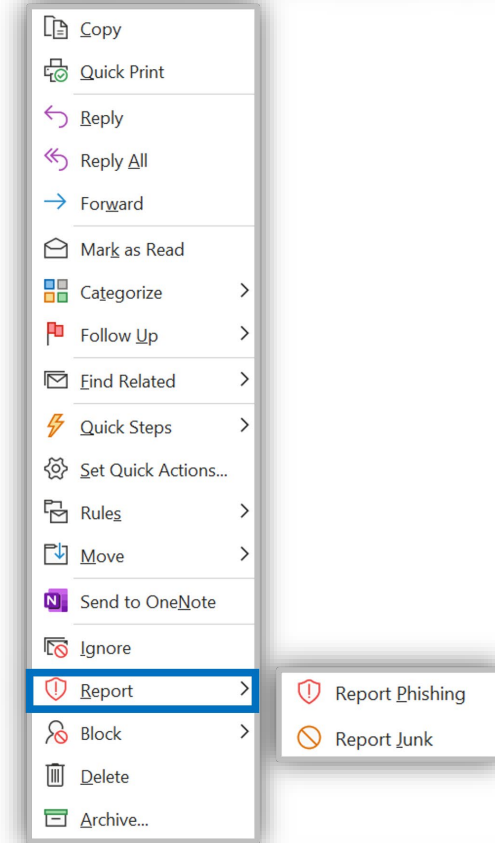 Copy
Quick Print
Reply
Reply All
Forward
Mark as Read
Categorize
Follow Up
Find Related
Quick Steps
Set Quick Actions...
Rules
Move
N
Send to OneNote
Ignore
Report
Report Phishing
Report Junk
Block
Delete
Archive...